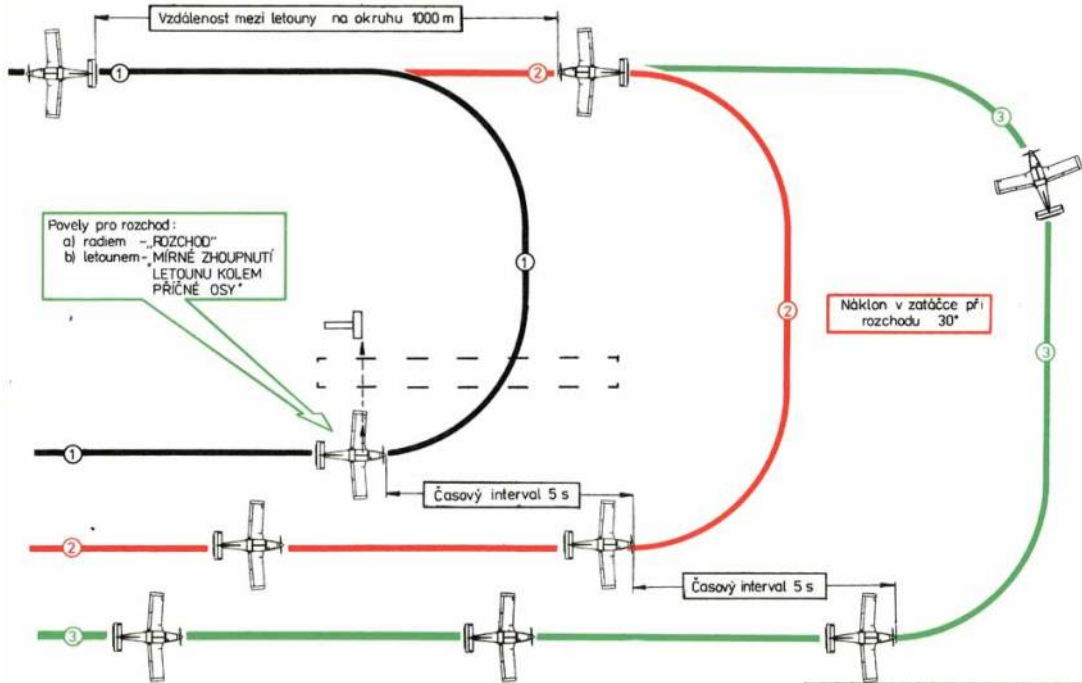 Vzdálenost mezi letouny na okruhu 1000 m
1
2
3
Povely pro rozchod :
a) radiem - „ROZCHOD"
b) letounem - „MÍRNÉ ZHOUPNUTÍ
LETOUNU KOLEM
PŘÍČNÉ OSY"
1
2
Náklon v zatáčce při
rozchodu 30°
3
1
Časový interval 5 s
2
Časový interval 5 s
3